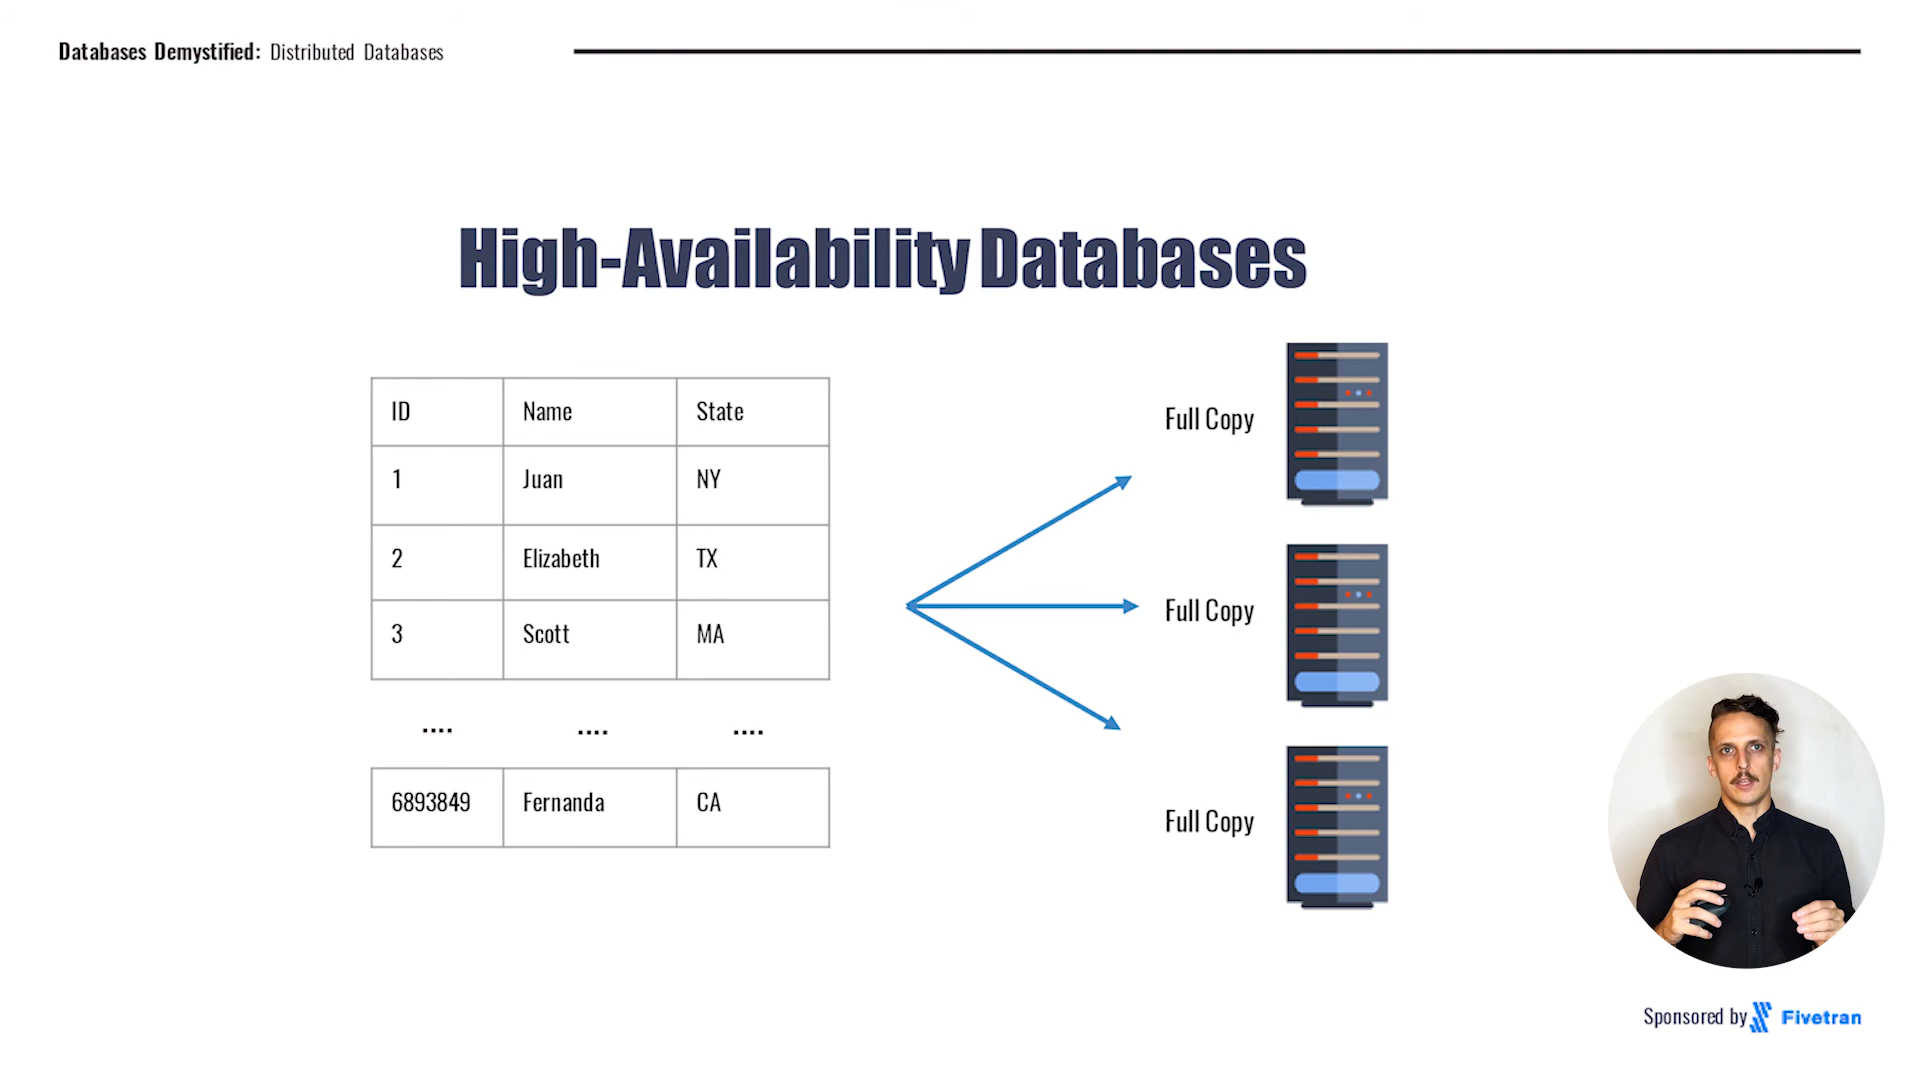 Databases Demystified: Distributed Databases
High-Availability Databases
ID Name State
1 Juan NY
2 Elizabeth TX
3 Scott MA
.... .... ....
6893849 Fernanda CA
Full Copy
Full Copy
Full Copy
Sponsored by Fivetran